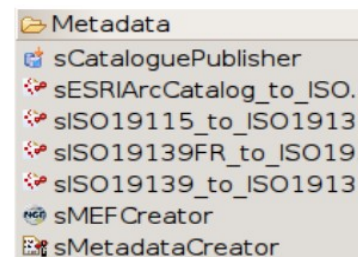 Metadata
sCataloguePublisher
sESRIArcCatalog_to_ISO.
sISO19115_to_ISO1913
sISO19139FR_to_ISO19
sISO19139_to_ISO1913
sMEFCreator
sMetadataCreator